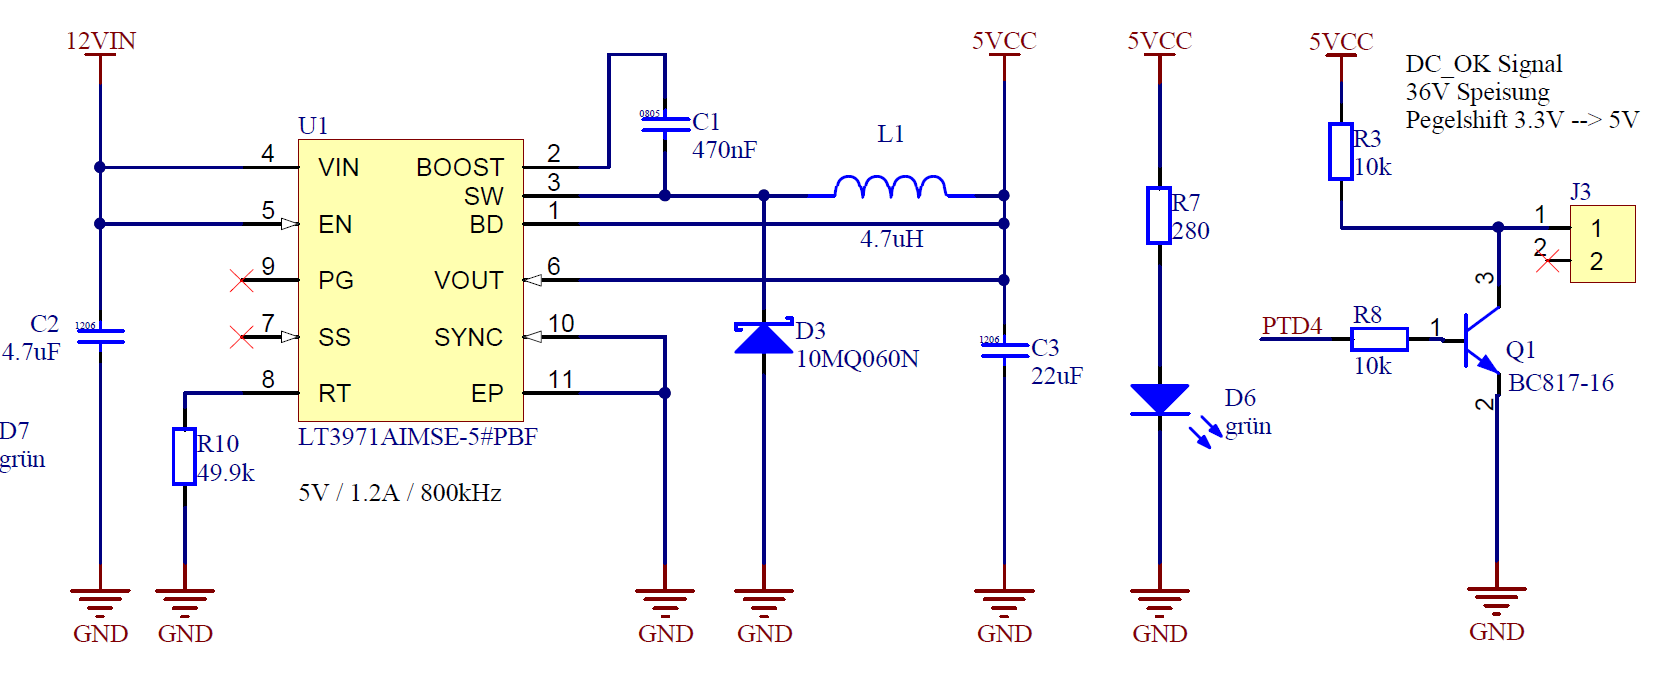 12VIN
5VCC
5VCC
5VCC
DC_OK Signal
36V Speisung
Pegelshift 3.3V --> 5V
U1
4
VIN
5
EN
9
PG
7
SS
8
RT
BOOST
2
SW
3
BD
1
VOUT
6
SYNC
10
EP
11
LT3971AIMSE-5#PBF
5V / 1.2A / 800kHz
0805
C1
470nF
L1
4.7uH
1206
C2
4.7uF
D7
grün
R10
49.9k
D3
10MQ060N
1206
C3
22uF
R7
280
D6
grün
R3
10k
J3
1
1
2
2
PTD4
R8
10k
1
3
2
Q1
BC817-16
GND
GND
GND
GND
GND
GND
GND